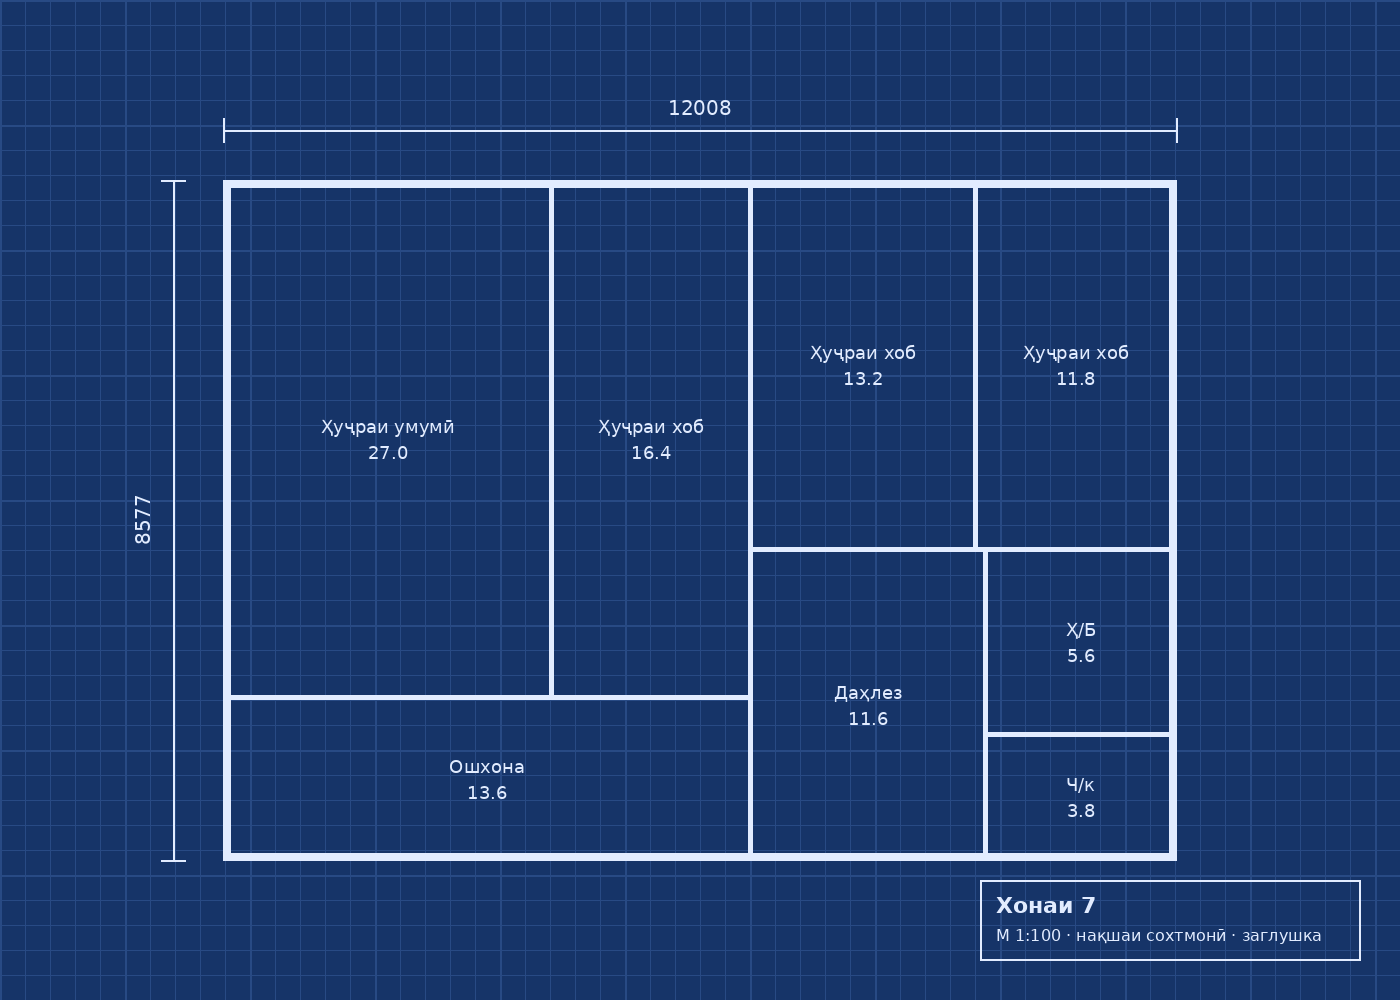 12008
8577
Ҳуҷраи умумӣ
27.0
Ҳуҷраи хоб
16.4
Ҳуҷраи хоб
13.2
Ҳуҷраи хоб
11.8
Ошхона
13.6
Даҳлез
11.6
Ҳ/Б
5.6
Ч/к
3.8
Хонаи 7
М 1:100 · нақшаи сохтмонӣ · заглушка